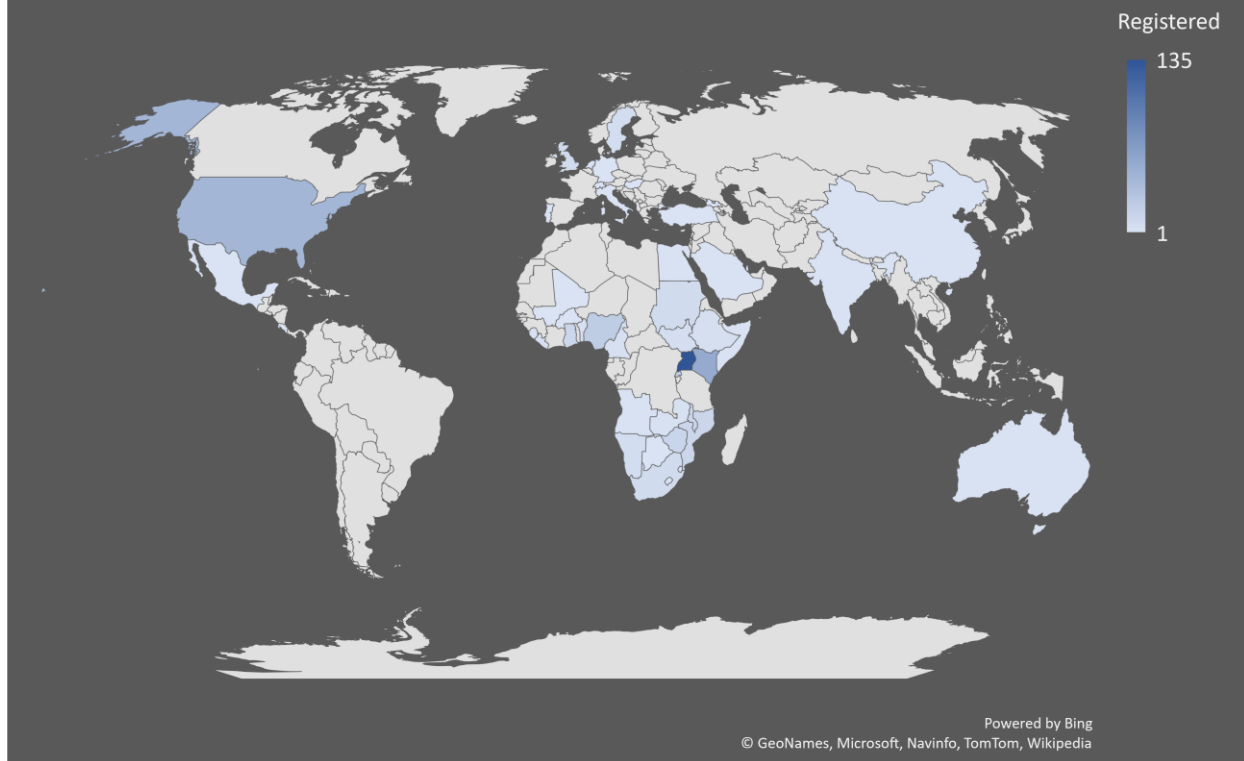 Registered
135
1
Powered by Bing
© GeoNames, Microsoft, Navinfo, TomTom, Wikipedia